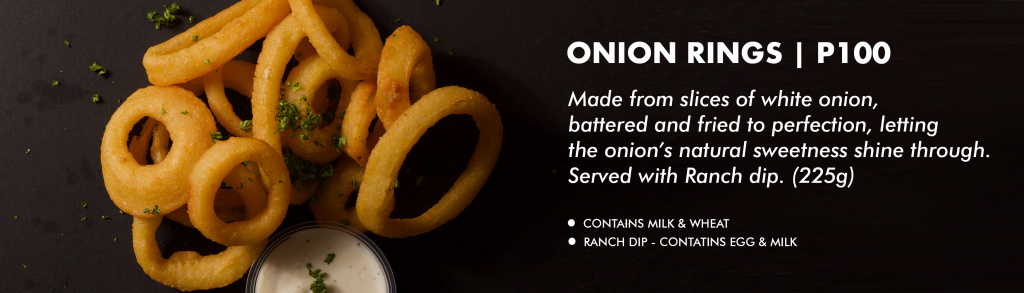 ONION RINGS | P100
Made from slices of white onion,
battered and fried to perfection, letting
the onion's natural sweetness shine through.
Served with Ranch dip. (225g)
● CONTAINS MILK & WHEAT
● RANCH DIP - CONTATINS EGG & MILK